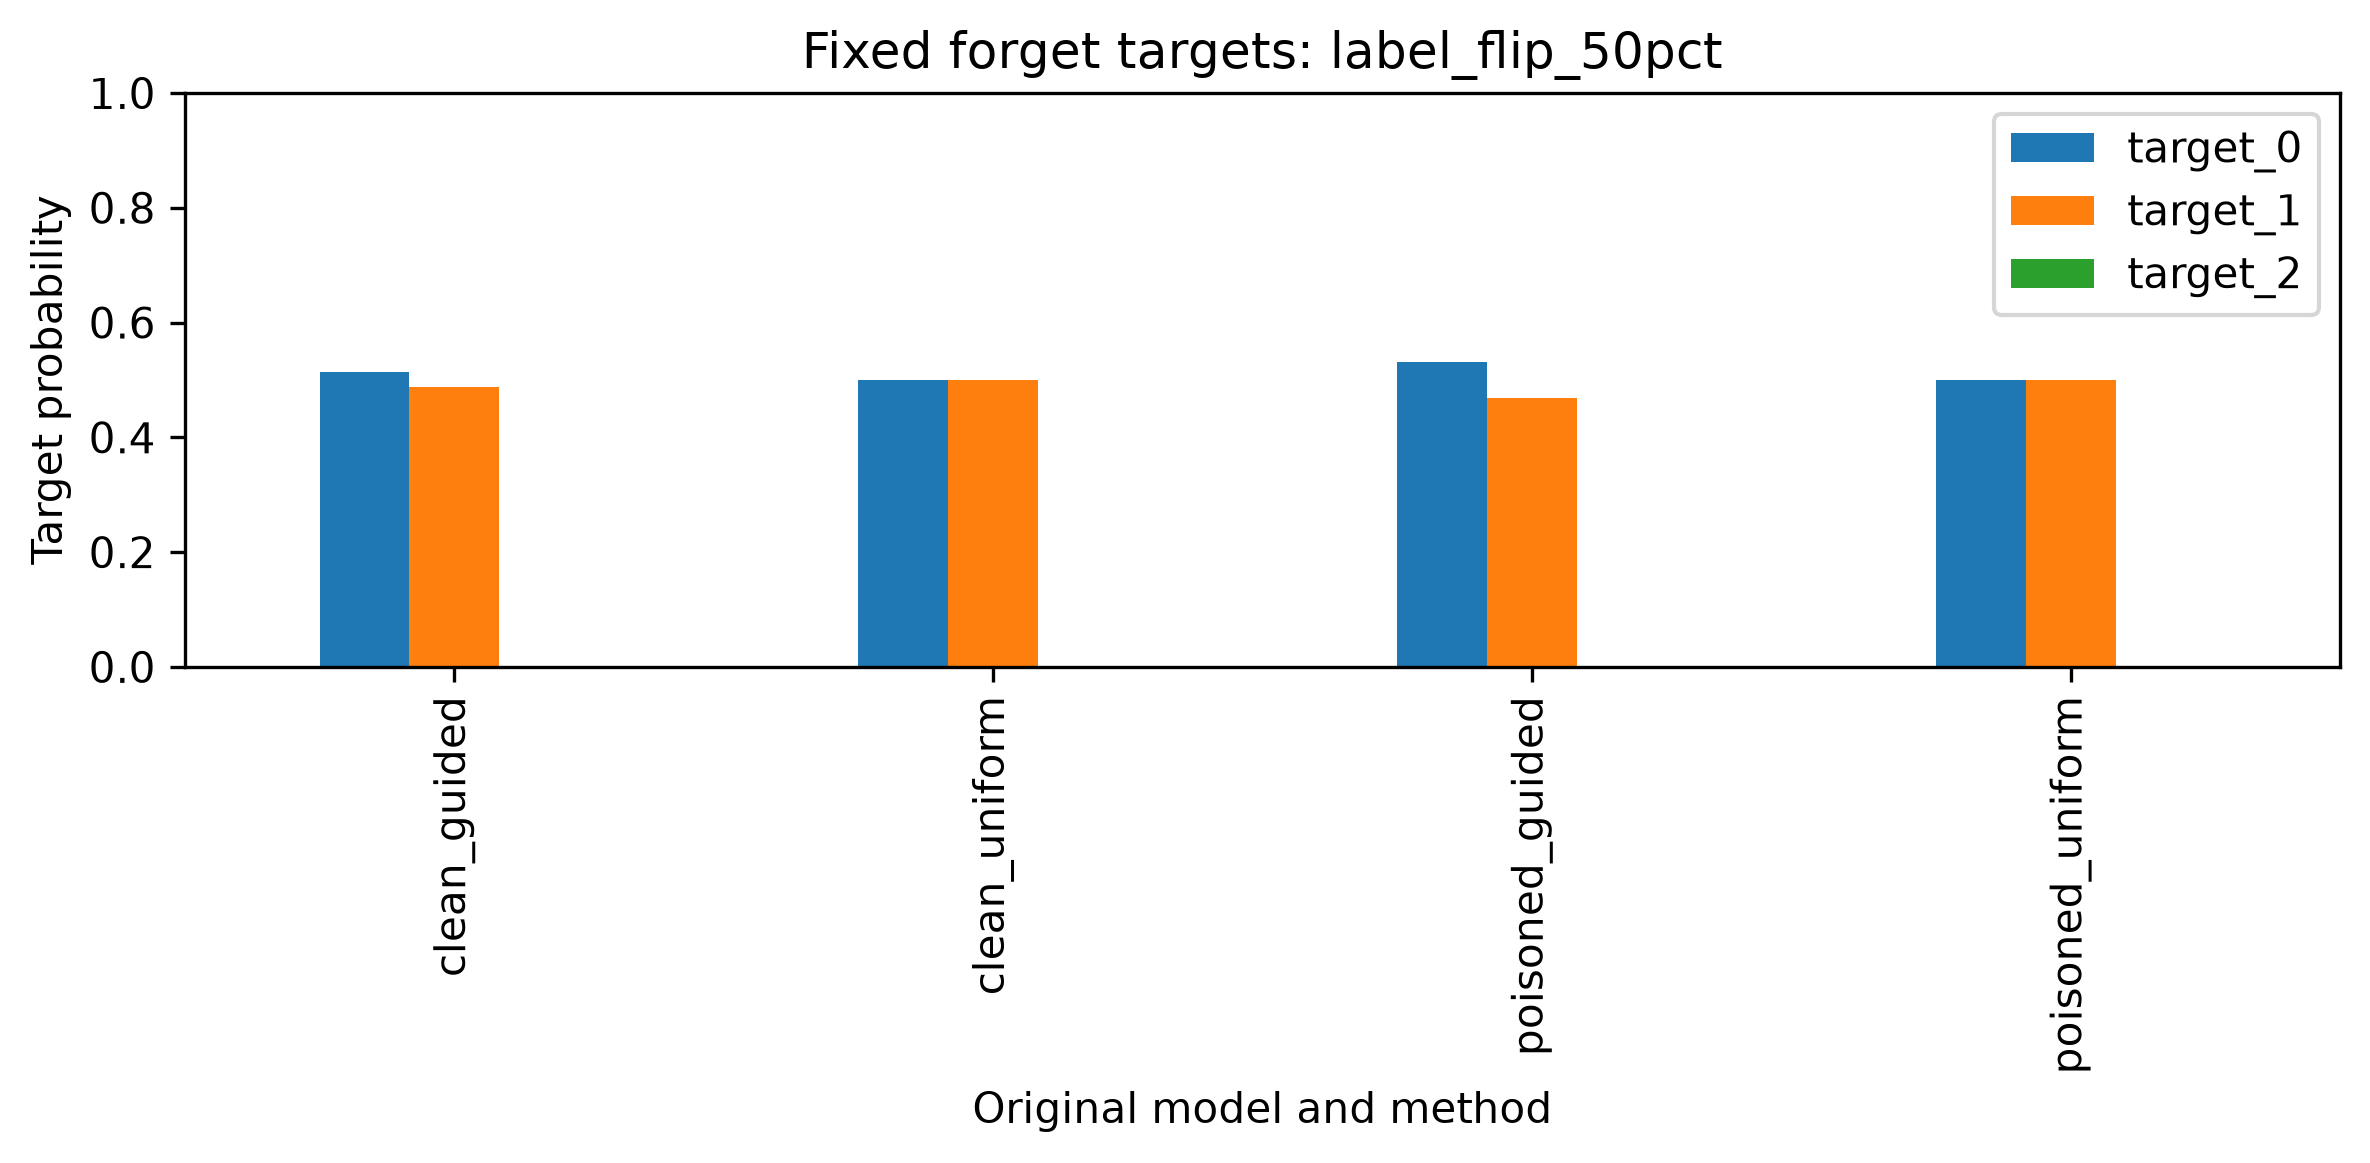 Fixed forget targets: label_flip_50pct
1.0
0.8
0.6
0.4
0.2
0.0
Target probability
target_0
target_1
target_2
clean_guided
clean_uniform
poisoned_guided
poisoned_uniform
Original model and method